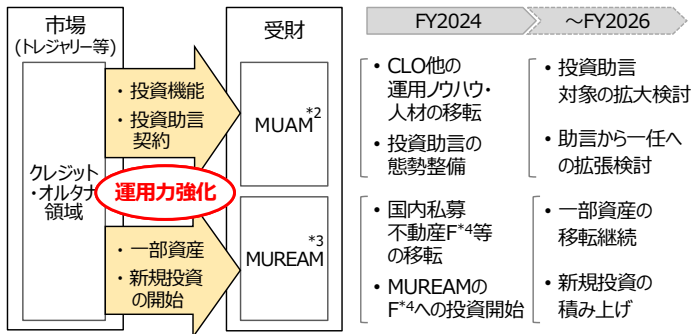 市場
(トレジャリー等)
クレジット
・オルタナ
領域
・投資機能
・投資助言
契約
運用力強化
・一部資産
・新規投資
の開始
受財
MUAM*2
MUREAM*3
FY2024
～FY2026
• CLO他の
運用ノウハウ・
人材の移転
• 投資助言の
態勢整備
• 投資助言
対象の拡大検討
• 助言から一任へ
の拡張検討
• 国内私募
不動産F*4等
の移転
• MUREAMの
F*4への投資開始
• 一部資産の
移転継続
• 新規投資の
積み上げ